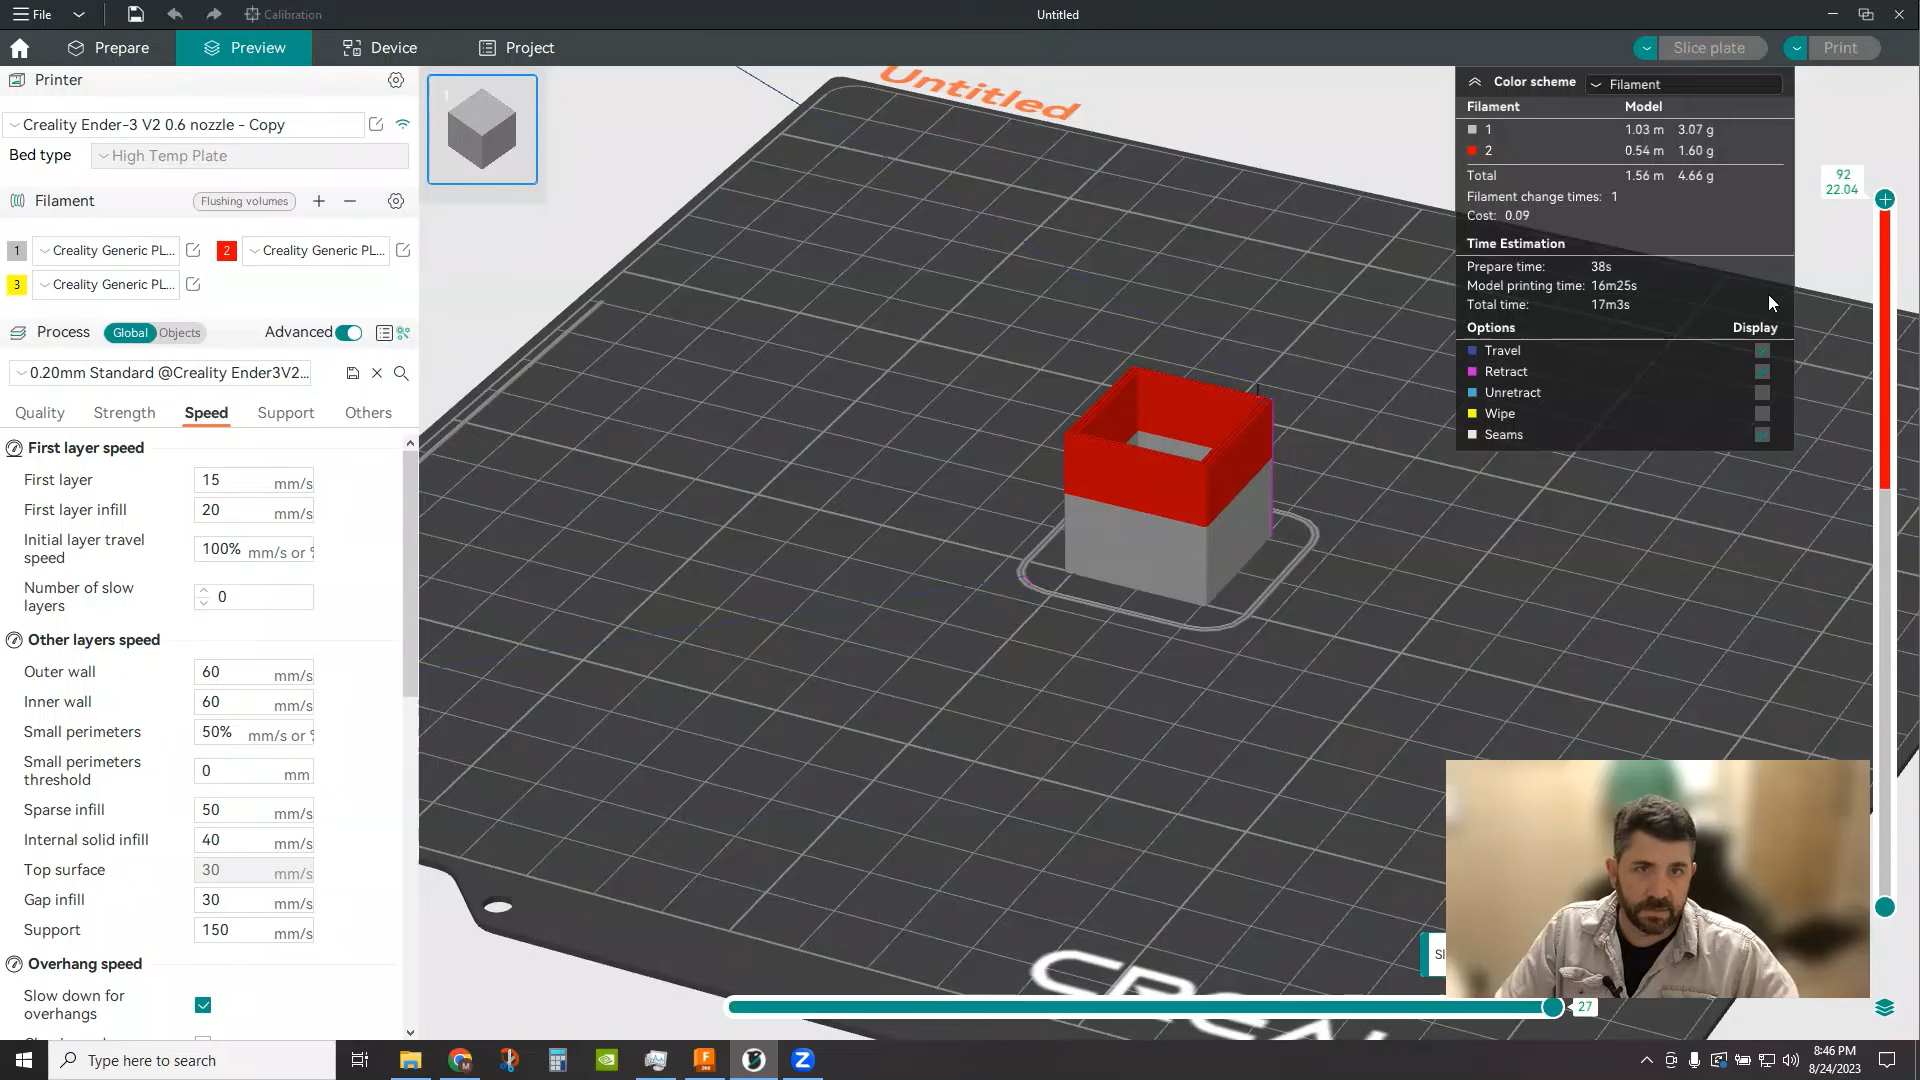 File
Calibration
Untitled
Prepare
Preview
Device
Project
Slice plate
Print
Printer
Creality Ender-3 V2 0.6 nozzle - Copy
Bed type
High Temp Plate
Filament
Flushing volumes
1
Creality Generic PL...
2
Creality Generic PL...
3
Creality Generic PL...
Process
Global
Objects
Advanced
0.20mm Standard @Creality Ender3V2...
Quality
Strength
Speed
Support
Others
First layer speed
First layer 15 mm/s
First layer infill 20 mm/s
Initial layer travel speed 100% mm/s or
Number of slow layers 0
Other layers speed
Outer wall 60 mm/s
Inner wall 60 mm/s
Small perimeters 50% mm/s or
Small perimeters threshold 0 mm
Sparse infill 50 mm/s
Internal solid infill 40 mm/s
Top surface 30 mm/s
Gap infill 30 mm/s
Support 150 mm/s
Overhang speed
Slow down for overhangs
1
Untitled
Color scheme
Filament
Filament Model
1 1.03 m 3.07 g
2 0.54 m 1.60 g
Total 1.56 m 4.66 g
Filament change times: 1
Cost: 0.09
Time Estimation
Prepare time: 38s
Model printing time: 16m25s
Total time: 17m3s
Options Display
Travel
Retract
Unretract
Wipe
Seams
92
22.04
Sl
27
Type here to search
8:46 PM
8/24/2023